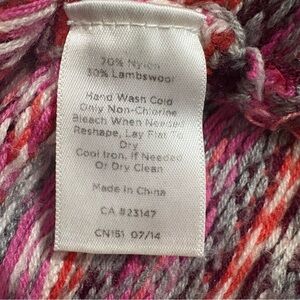 70% Nylon
30% Lambswool
Hand Wash Cold
Only Non-Chlorine
Bleach When Needed
Reshape, Lay Flat To
Dry
Cool Iron, If Needed
Or Dry Clean
Made in China
CA #23147
CN151 07/14